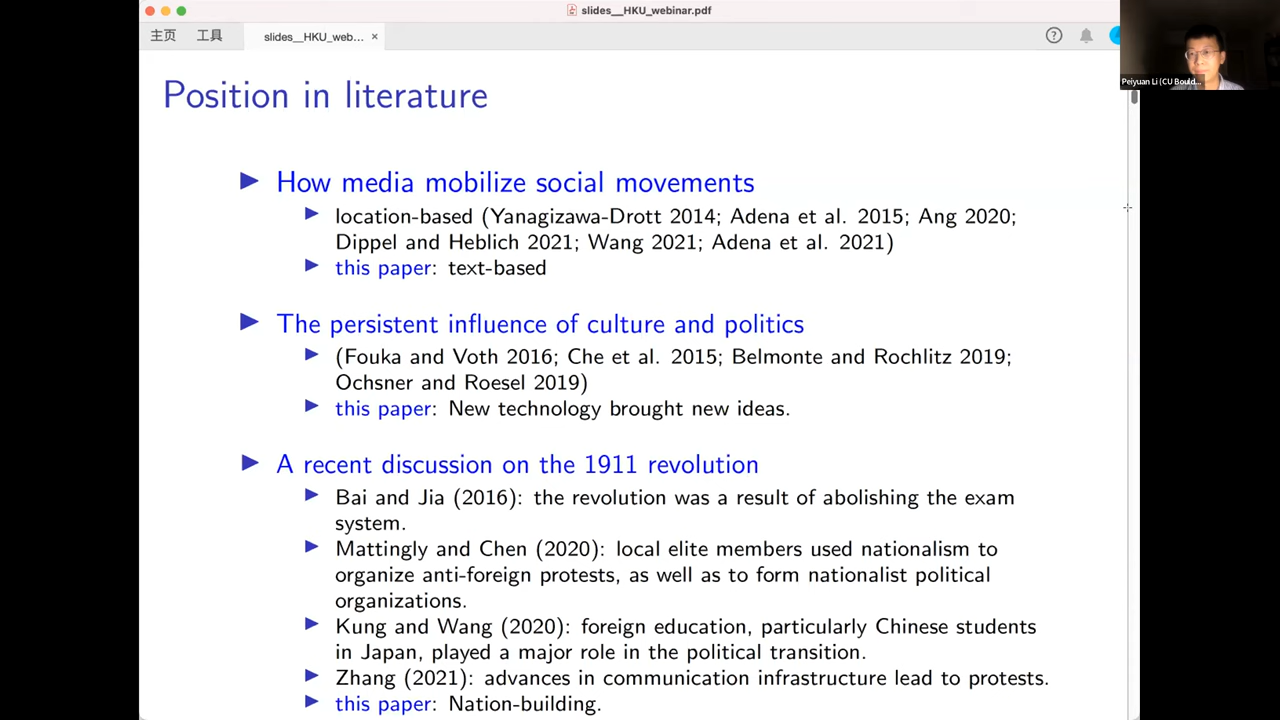 slides__HKU_webinar.pdf
主页 工具 slides__HKU_web... ×
Peiyuan Li (CU Bould...
Position in literature
How media mobilize social movements
location-based (Yanagizawa-Drott 2014; Adena et al. 2015; Ang 2020;
Dippel and Heblich 2021; Wang 2021; Adena et al. 2021)
this paper: text-based
The persistent influence of culture and politics
(Fouka and Voth 2016; Che et al. 2015; Belmonte and Rochlitz 2019;
Ochsner and Roesel 2019)
this paper: New technology brought new ideas.
A recent discussion on the 1911 revolution
Bai and Jia (2016): the revolution was a result of abolishing the exam
system.
Mattingly and Chen (2020): local elite members used nationalism to
organize anti-foreign protests, as well as to form nationalist political
organizations.
Kung and Wang (2020): foreign education, particularly Chinese students
in Japan, played a major role in the political transition.
Zhang (2021): advances in communication infrastructure lead to protests.
this paper: Nation-building.